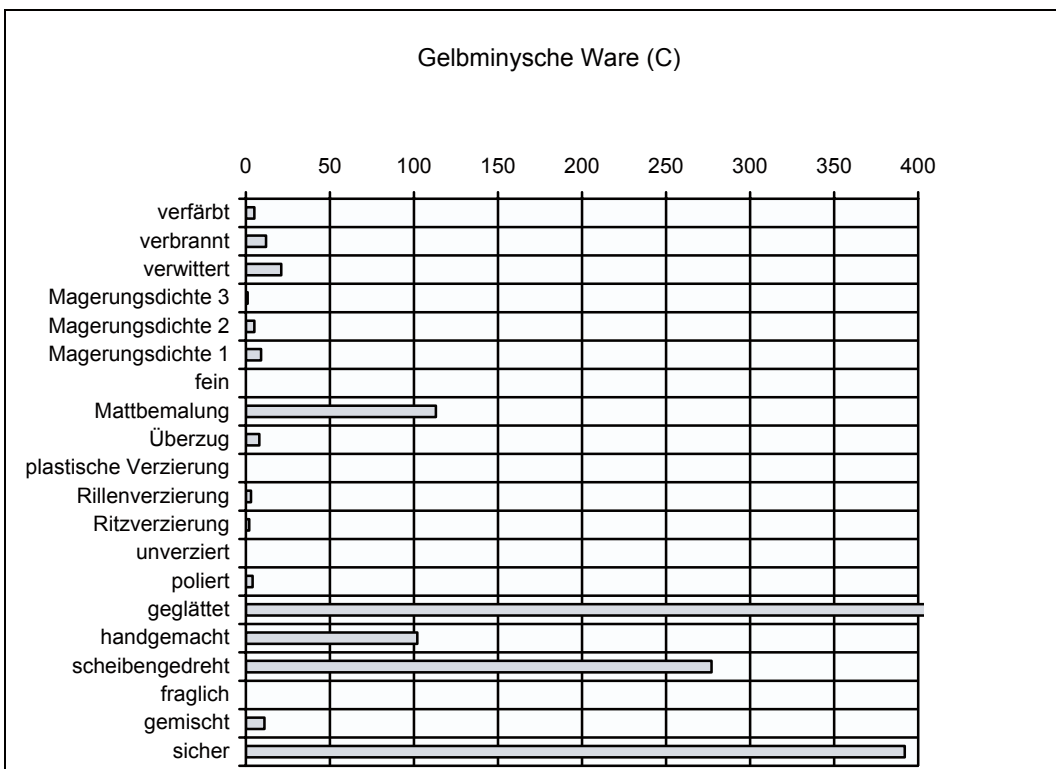 Gelbminysche Ware (C)
0 50 100 150 200 250 300 350 400
verfärbt
verbrannt
verwittert
Magerungsdichte 3
Magerungsdichte 2
Magerungsdichte 1
fein
Mattbemalung
Überzug
plastische Verzierung
Rillenverzierung
Ritzverzierung
unverziert
poliert
geglättet
handgemacht
scheibengedreht
fraglich
gemischt
sicher